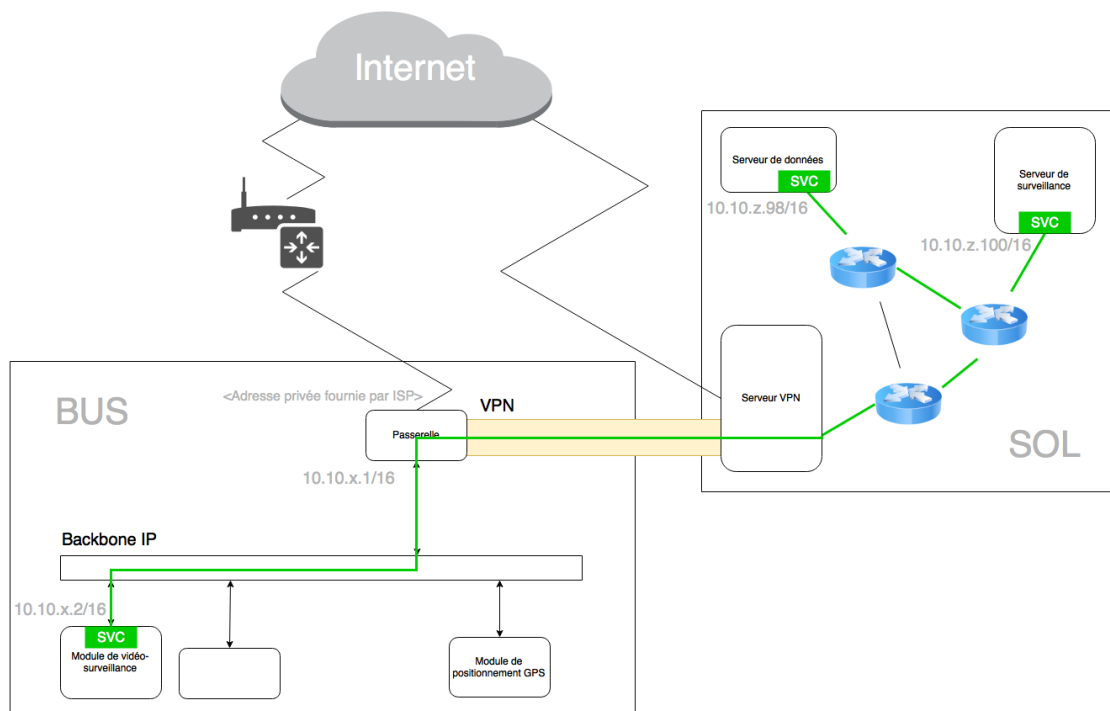 Internet
Serveur de données
SVC
10.10.z.98/16
Serveur de
surveillance
SVC
10.10.z.100/16
Serveur VPN
SOL
BUS
<Adresse privée fournie par ISP>
VPN
Passerelle
10.10.x.1/16
Backbone IP
10.10.x.2/16
SVC
Module de vidéo-
surveillance
Module de
positionnement GPS